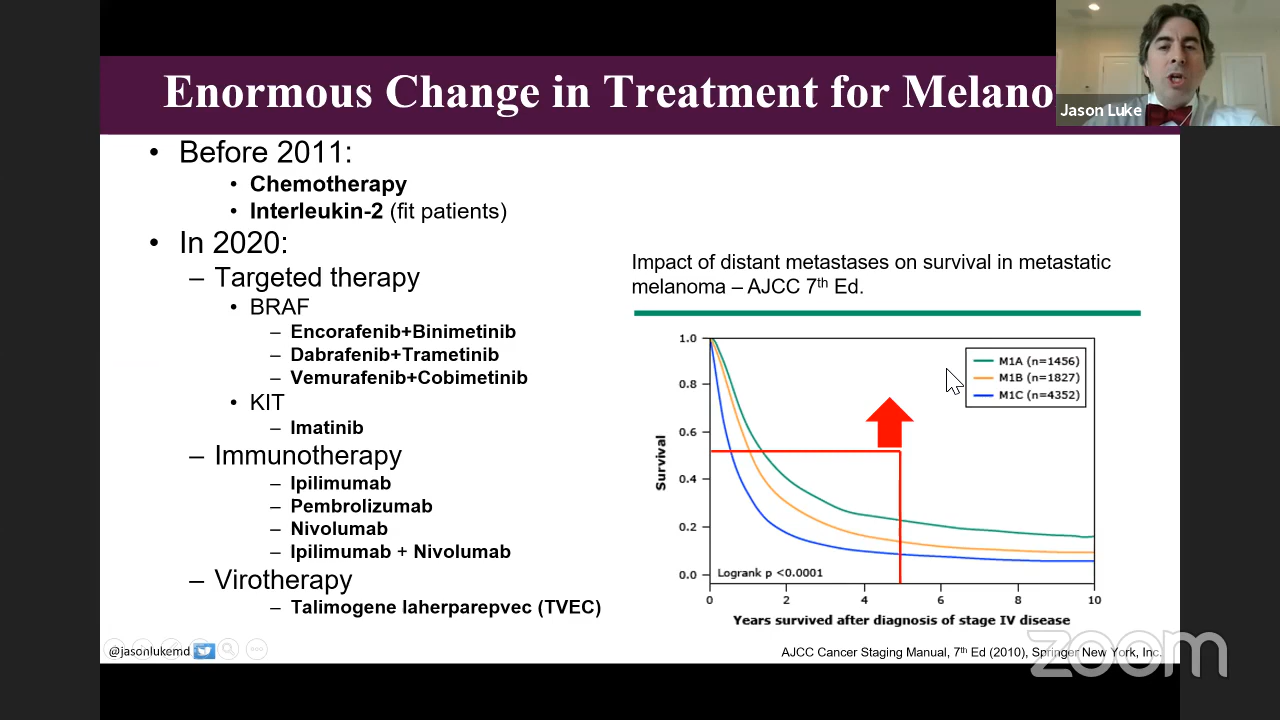 Enormous Change in Treatment for Melano
Jason Luke
• Before 2011:
• Chemotherapy
• Interleukin-2 (fit patients)
• In 2020:
– Targeted therapy
• BRAF
– Encorafenib+Binimetinib
– Dabrafenib+Trametinib
– Vemurafenib+Cobimetinib
• KIT
– Imatinib
– Immunotherapy
– Ipilimumab
– Pembrolizumab
– Nivolumab
– Ipilimumab + Nivolumab
– Virotherapy
– Talimogene laherparepvec (TVEC)
Impact of distant metastases on survival in metastatic
melanoma – AJCC 7th Ed.
1.0
0.8
0.6
0.4
0.2
0.0
Survival
M1A (n=1456)
M1B (n=1827)
M1C (n=4352)
Logrank p <0.0001
0 2 4 6 8 10
Years survived after diagnosis of stage IV disease
@jasonlukemd
AJCC Cancer Staging Manual, 7th Ed (2010), Springer New York, Inc.
zoom